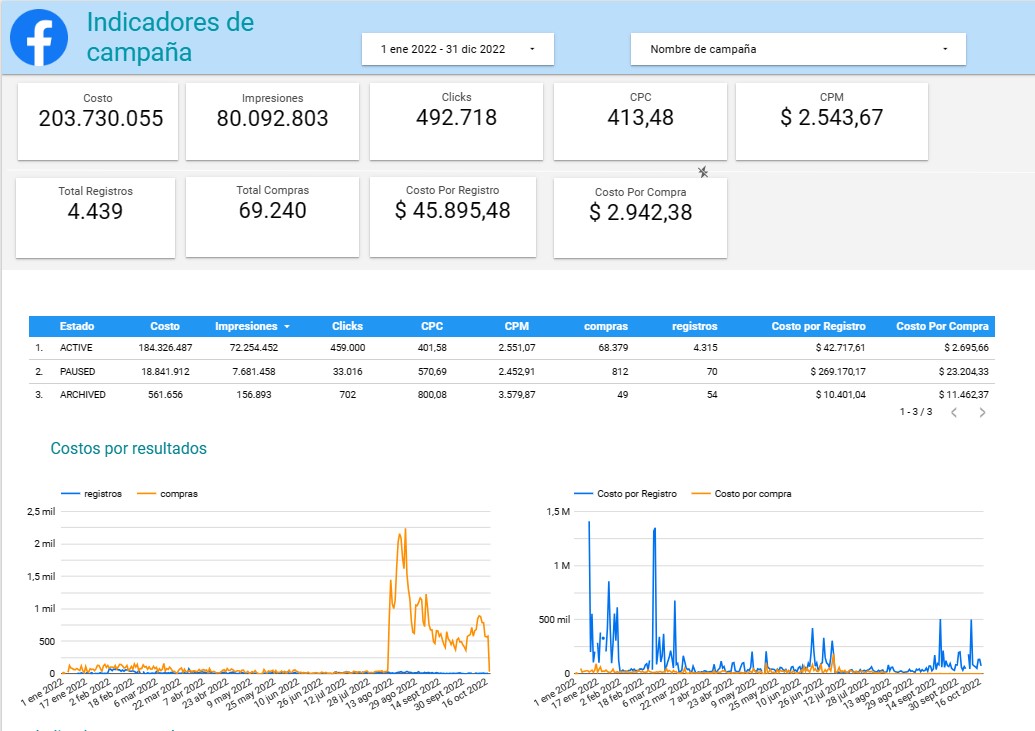 Indicadores de
campaña
1 ene 2022 - 31 dic 2022
Nombre de campaña
Costo
203.730.055
Impresiones
80.092.803
Clicks
492.718
CPC
413,48
CPM
$ 2.543,67
Total Registros
4.439
Total Compras
69.240
Costo Por Registro
$ 45.895,48
Costo Por Compra
$ 2.942,38
Estado Costo Impresiones Clicks CPC CPM compras registros Costo por Registro Costo Por Compra
1. ACTIVE 184.326.487 72.254.452 459.000 401,58 2.551,07 68.379 4.315 $ 42.717,61 $ 2.695,66
2. PAUSED 18.841.912 7.681.458 33.016 570,69 2.452,91 812 70 $ 269.170,17 $ 23.204,33
3. ARCHIVED 561.656 156.893 702 800,08 3.579,87 49 54 $ 10.401,04 $ 11.462,37
1 - 3 / 3
Costos por resultados
registros compras
2,5 mil
2 mil
1,5 mil
1 mil
500
0
1 ene 2022 17 ene 2022 2 feb 2022 18 feb 2022 6 mar 2022 22 mar 2022 7 abr 2022 23 abr 2022 9 may 2022 25 may 2022 10 jun 2022 26 jun 2022 12 jul 2022 28 jul 2022 13 ago 2022 29 ago 2022 14 sept 2022 30 sept 2022 16 oct 2022
Costo por Registro Costo por compra
1,5 M
1 M
500 mil
0
1 ene 2022 17 ene 2022 2 feb 2022 18 feb 2022 6 mar 2022 22 mar 2022 7 abr 2022 23 abr 2022 9 may 2022 25 may 2022 10 jun 2022 26 jun 2022 12 jul 2022 28 jul 2022 13 ago 2022 29 ago 2022 14 sept 2022 30 sept 2022 16 oct 2022